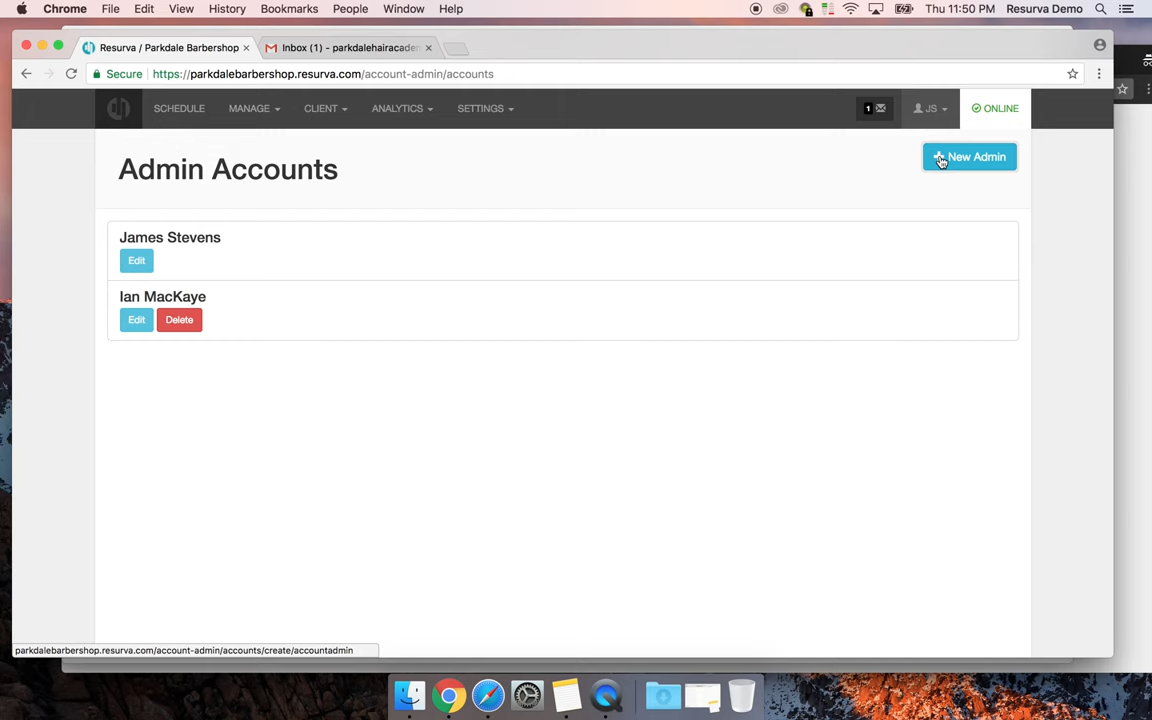 Chrome File Edit View History Bookmarks People Window Help Thu 11:50 PM Resurva Demo
Resurva / Parkdale Barbershop × Inbox (1) - parkdalehairacader ×
Secure https://parkdalebarbershop.resurva.com/account-admin/accounts
SCHEDULE MANAGE CLIENT ANALYTICS SETTINGS 1 JS ONLINE
Admin Accounts
New Admin
James Stevens
Edit
Ian MacKaye
Edit Delete
parkdalebarbershop.resurva.com/account-admin/accounts/create/accountadmin